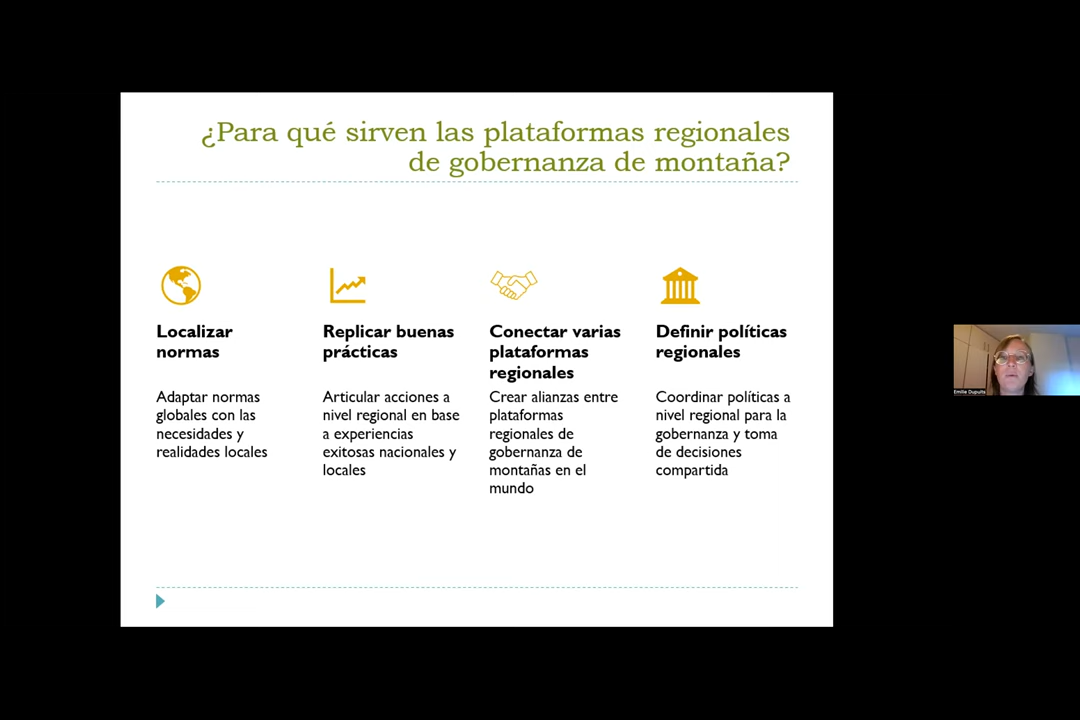 ¿Para qué sirven las plataformas regionales
de gobernanza de montaña?
Localizar
normas
Adaptar normas
globales con las
necesidades y
realidades locales
Replicar buenas
prácticas
Articular acciones a
nivel regional en base
a experiencias
exitosas nacionales y
locales
Conectar varias
plataformas
regionales
Crear alianzas entre
plataformas
regionales de
gobernanza de
montañas en el
mundo
Definir políticas
regionales
Coordinar políticas a
nivel regional para la
gobernanza y toma
de decisiones
compartida
Emilie Dupuits